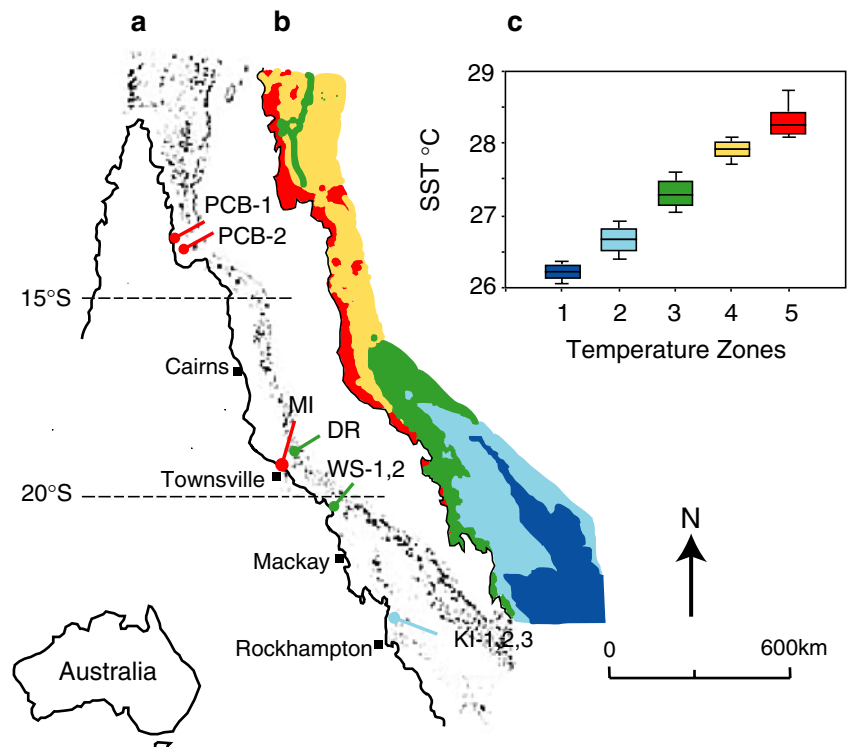 a
b
c
PCB-1
PCB-2
15°S
Cairns
MI
DR
Townsville
WS-1,2
20°S
Mackay
KI-1,2,3
Rockhampton
Australia
SST °C
29
28
27
26
1 2 3 4 5
Temperature Zones
N
0 600km